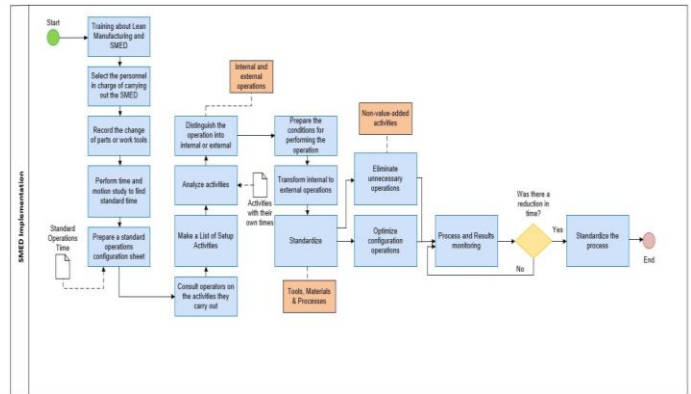 SMED Implementation
Start
Training about Lean
Manufacturing and
SMED
Select the personnel
in charge of carrying
out the SMED
Record the change
of parts or work tools
Perform time and
motion study to find
standard time
Standard
Operations
Time
Prepare a standard
operations
configuration sheet
Consult operators on
the activities they
carry out
Make a List of Setup
Activities
Analyze activities
Activities
with their
own times
Distinguish the
operation into
internal or external
Internal and
external
operations
Prepare the
conditions for
performing the
operation
Transform internal to
external operations
Standardize
Tools, Materials
& Processes
Non-value-added
activities
Eliminate
unnecessary
operations
Optimize
configuration
operations
Process and Results
monitoring
Was there a
reduction in
time?
Yes
No
Standardize the
process
End